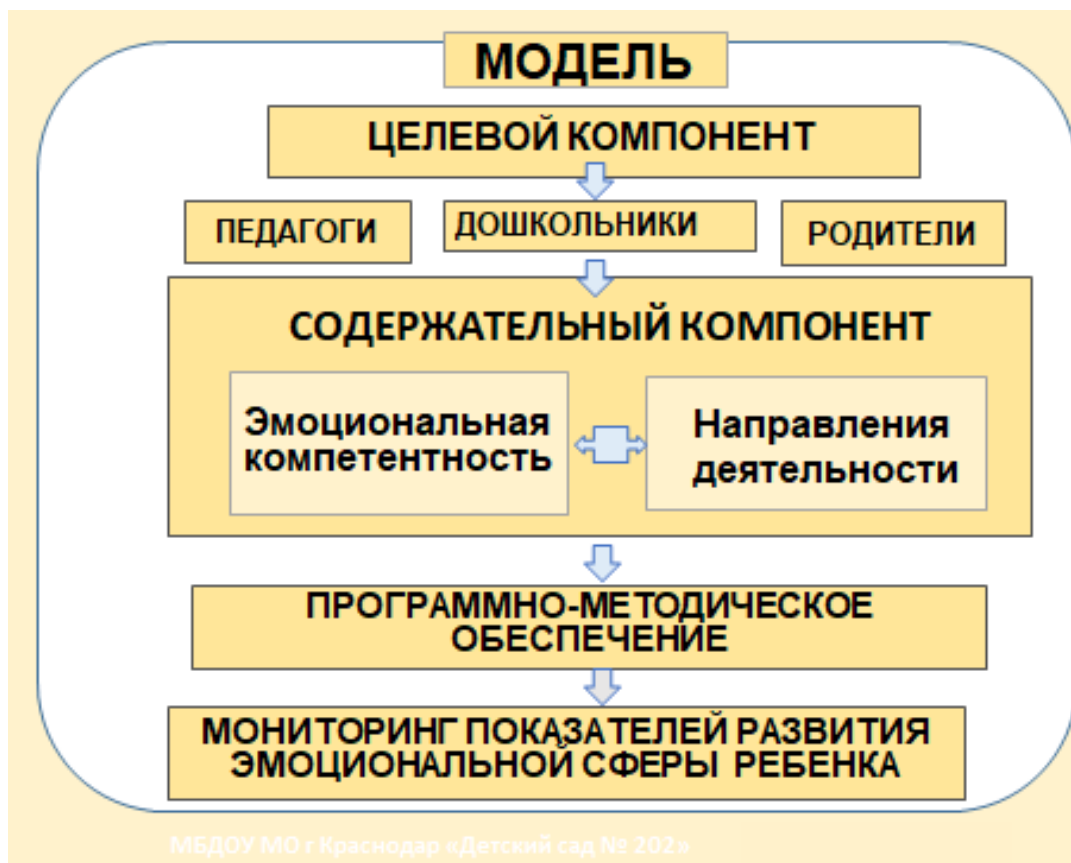 МОДЕЛЬ
ЦЕЛЕВОЙ КОМПОНЕНТ
ПЕДАГОГИ
ДОШКОЛЬНИКИ
РОДИТЕЛИ
СОДЕРЖАТЕЛЬНЫЙ КОМПОНЕНТ
Эмоциональная
компетентность
Направления
деятельности
ПРОГРАММНО-МЕТОДИЧЕСКОЕ
ОБЕСПЕЧЕНИЕ
МОНИТОРИНГ ПОКАЗАТЕЛЕЙ РАЗВИТИЯ
ЭМОЦИОНАЛЬНОЙ СФЕРЫ РЕБЕНКА
МБДОУ МО г Краснодар «Детский сад № 202»